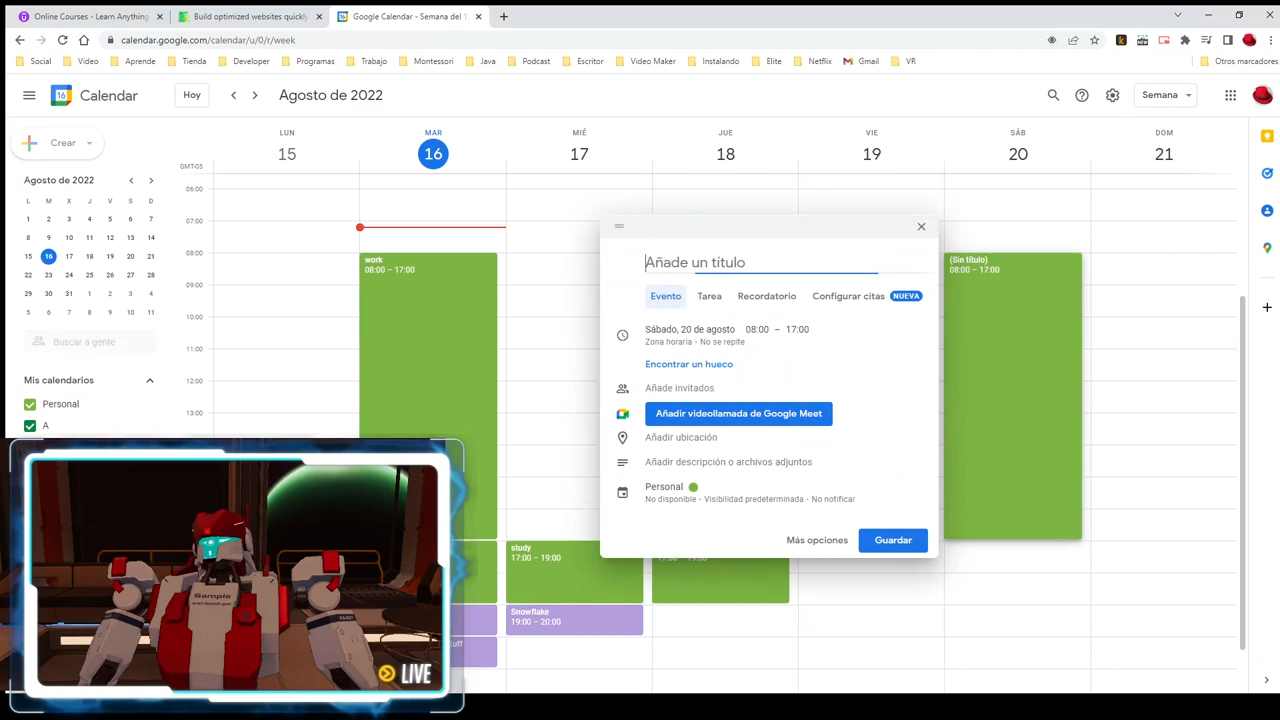 Online Courses - Learn Anything
Build optimized websites quickly
Google Calendar - Semana del 1
calendar.google.com/calendar/u/0/r/week
Social Video Aprende Tienda Developer Programas Trabajo Montessori Java Podcast Escritor Video Maker Instalando Elite Netflix Gmail VR Otros marcadores
16 Calendar Hoy Agosto de 2022 Semana
LUN MAR MIÉ JUE VIE SÁB DOM
15 16 17 18 19 20 21
GMT-05
Crear
Agosto de 2022
L M X J V S D
1 2 3 4 5 6 7
8 9 10 11 12 13 14
15 16 17 18 19 20 21
22 23 24 25 26 27 28
29 30 31 1 2 3 4
5 6 7 8 9 10 11
Buscar a gente
Mis calendarios
Personal
A
06:00
07:00
08:00
09:00
10:00
11:00
12:00
13:00
work
08:00 – 17:00
(Sin título)
08:00 – 17:00
Añade un título
Evento Tarea Recordatorio Configurar citas NUEVA
Sábado, 20 de agosto 08:00 – 17:00
Zona horaria · No se repite
Encontrar un hueco
Añade invitados
Añadir videollamada de Google Meet
Añadir ubicación
Añadir descripción o archivos adjuntos
Personal
No disponible · Visibilidad predeterminada · No notificar
Más opciones Guardar
study
17:00 – 19:00
17:00 – 19:00
Snowflake
19:00 – 20:00
Bample
LIVE